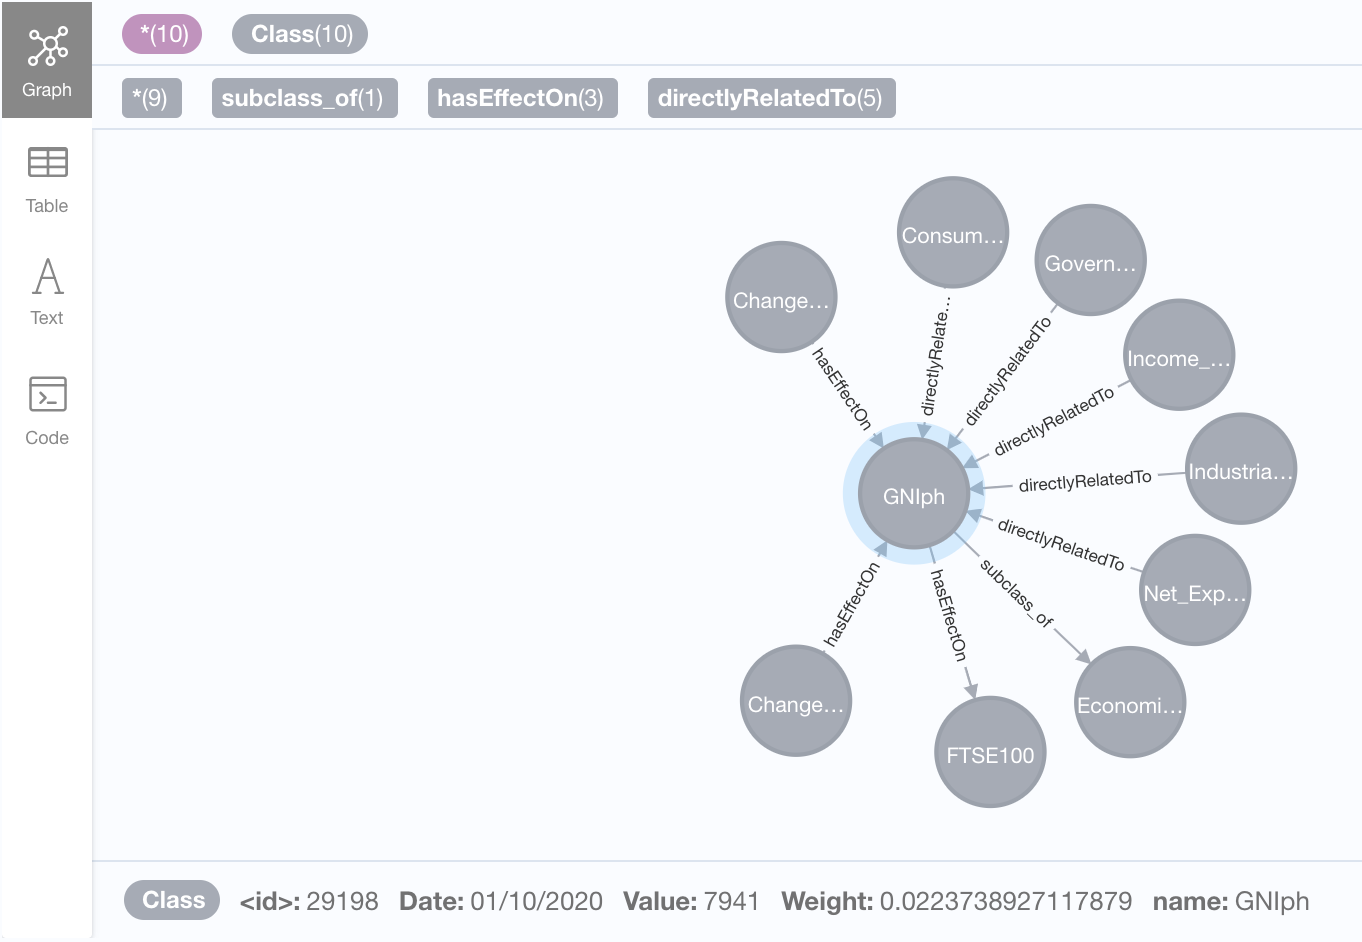 Graph
Table
Text
Code
*(10) Class(10)
*(9) subclass_of(1) hasEffectOn(3) directlyRelatedTo(5)
Consum...
Govern...
Change...
Income_...
Industria...
Net_Exp...
Economi...
FTSE100
Change...
GNIph
hasEffectOn
directlyRelate...
directlyRelatedTo
directlyRelatedTo
directlyRelatedTo
directlyRelatedTo
subclass_of
hasEffectOn
hasEffectOn
Class <id>: 29198 Date: 01/10/2020 Value: 7941 Weight: 0.0223738927117879 name: GNIph